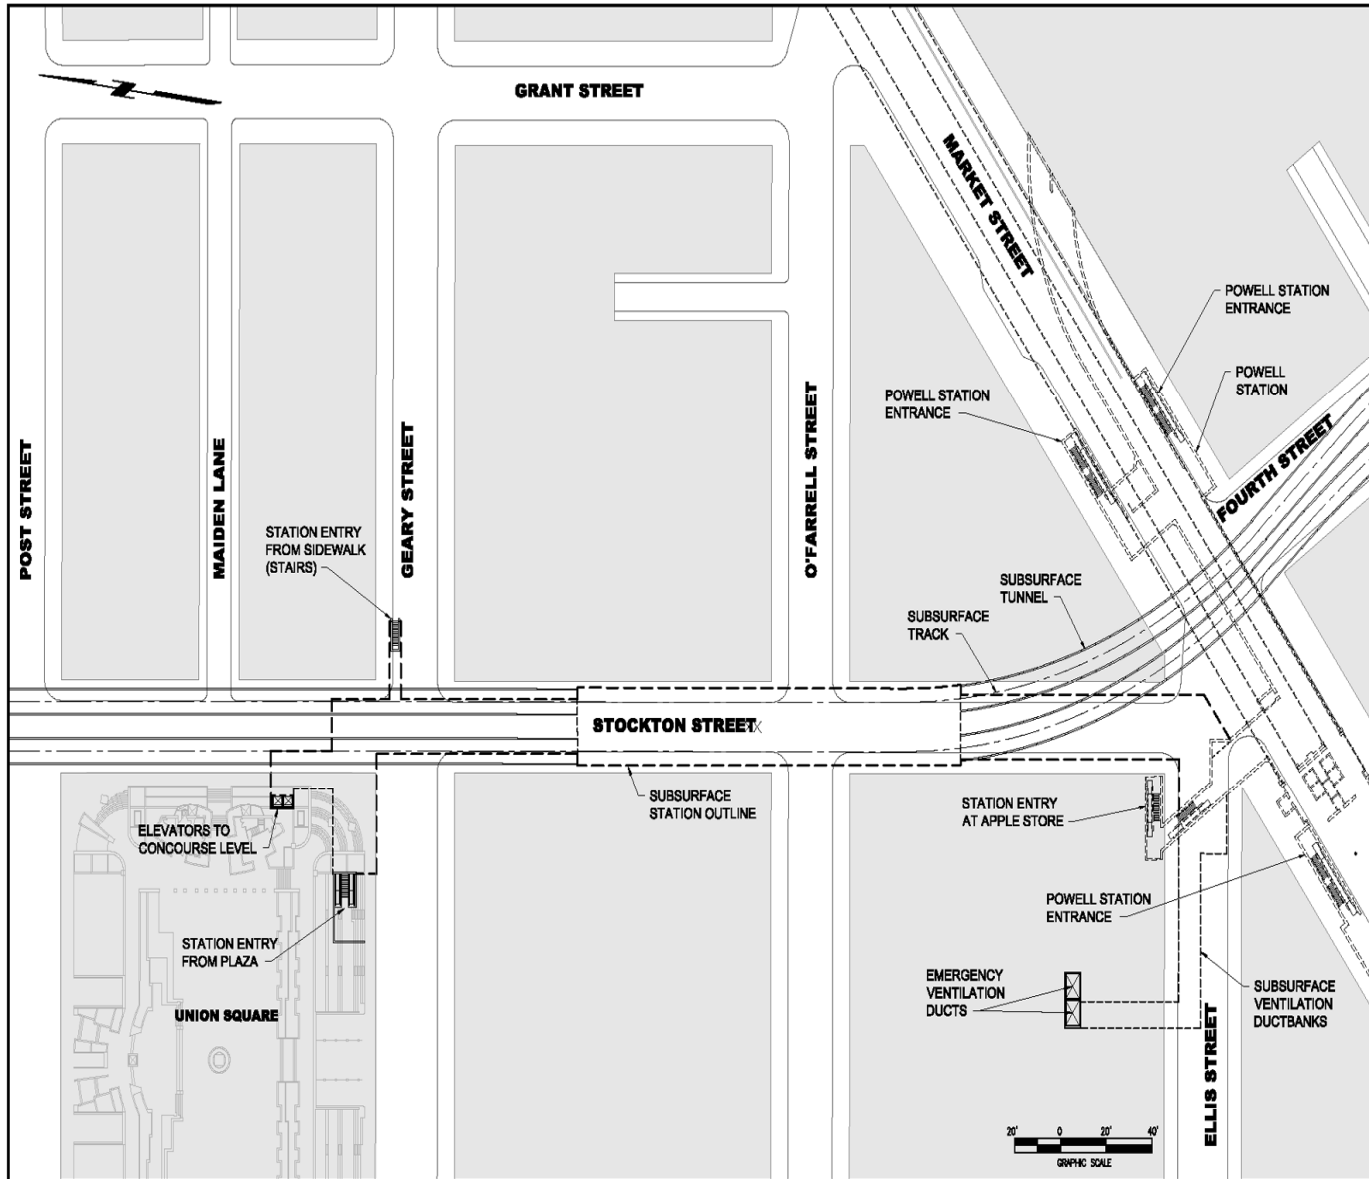 GRANT STREET
MARKET STREET
POWELL STATION
ENTRANCE
POWELL
STATION
POWELL STATION
ENTRANCE
FOURTH STREET
POST STREET
MAIDEN LANE
GEARY STREET
O'FARRELL STREET
STATION ENTRY
FROM SIDEWALK
(STAIRS)
SUBSURFACE
TUNNEL
SUBSURFACE
TRACK
STOCKTON STREET
X
SUBSURFACE
STATION OUTLINE
STATION ENTRY
AT APPLE STORE
ELEVATORS TO
CONCOURSE LEVEL
POWELL STATION
ENTRANCE
STATION ENTRY
FROM PLAZA
EMERGENCY
VENTILATION
DUCTS
SUBSURFACE
VENTILATION
DUCTBANKS
UNION SQUARE
ELLIS STREET
20' 0 20' 40'
GRAPHIC SCALE